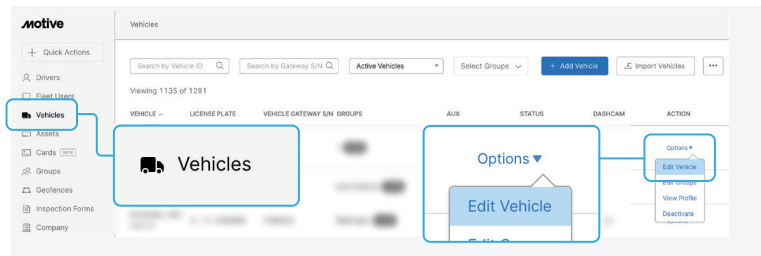 motive
Vehicles
+ Quick Actions
Search by Vehicle ID
Search by Gateway S/N
Active Vehicles
Select Groups
+ Add Vehicle
Import Vehicles
...
Drivers
Viewing 1135 of 1291
Fleet Users
VEHICLE
LICENSE PLATE
VEHICLE GATEWAY S/N
GROUPS
AUX
STATUS
DASHCAM
ACTION
Vehicles
Assets
Cards NEW
Groups
Geofences
Inspection Forms
Company
Vehicles
Options ▼
Edit Vehicle
Options ▼
Edit Vehicle
Edit Groups
View Profile
Deactivate